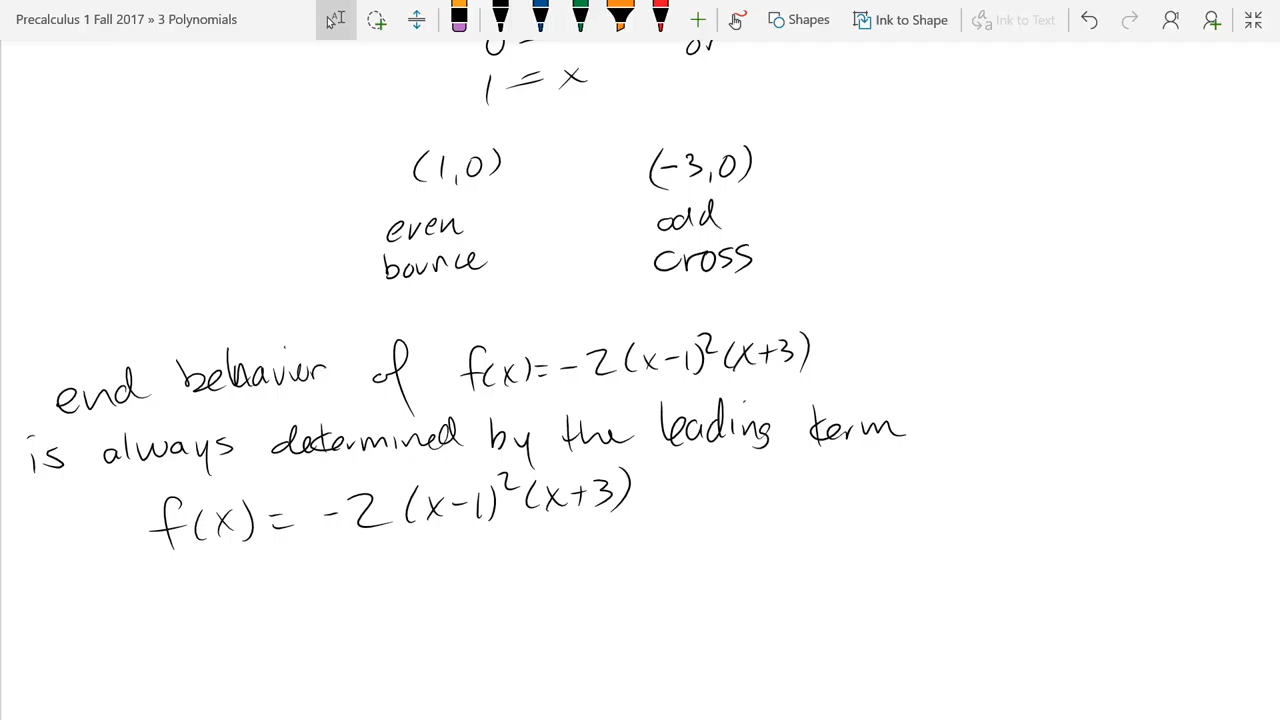 Precalculus 1 Fall 2017 » 3 Polynomials Shapes Ink to Shape Ink to Text
or
1 = x
(1,0) (-3,0)
even odd
bounce cross
end behavior of f(x)= -2(x-1)²(x+3)
is always determined by the leading term
f(x) = -2(x-1)²(x+3)